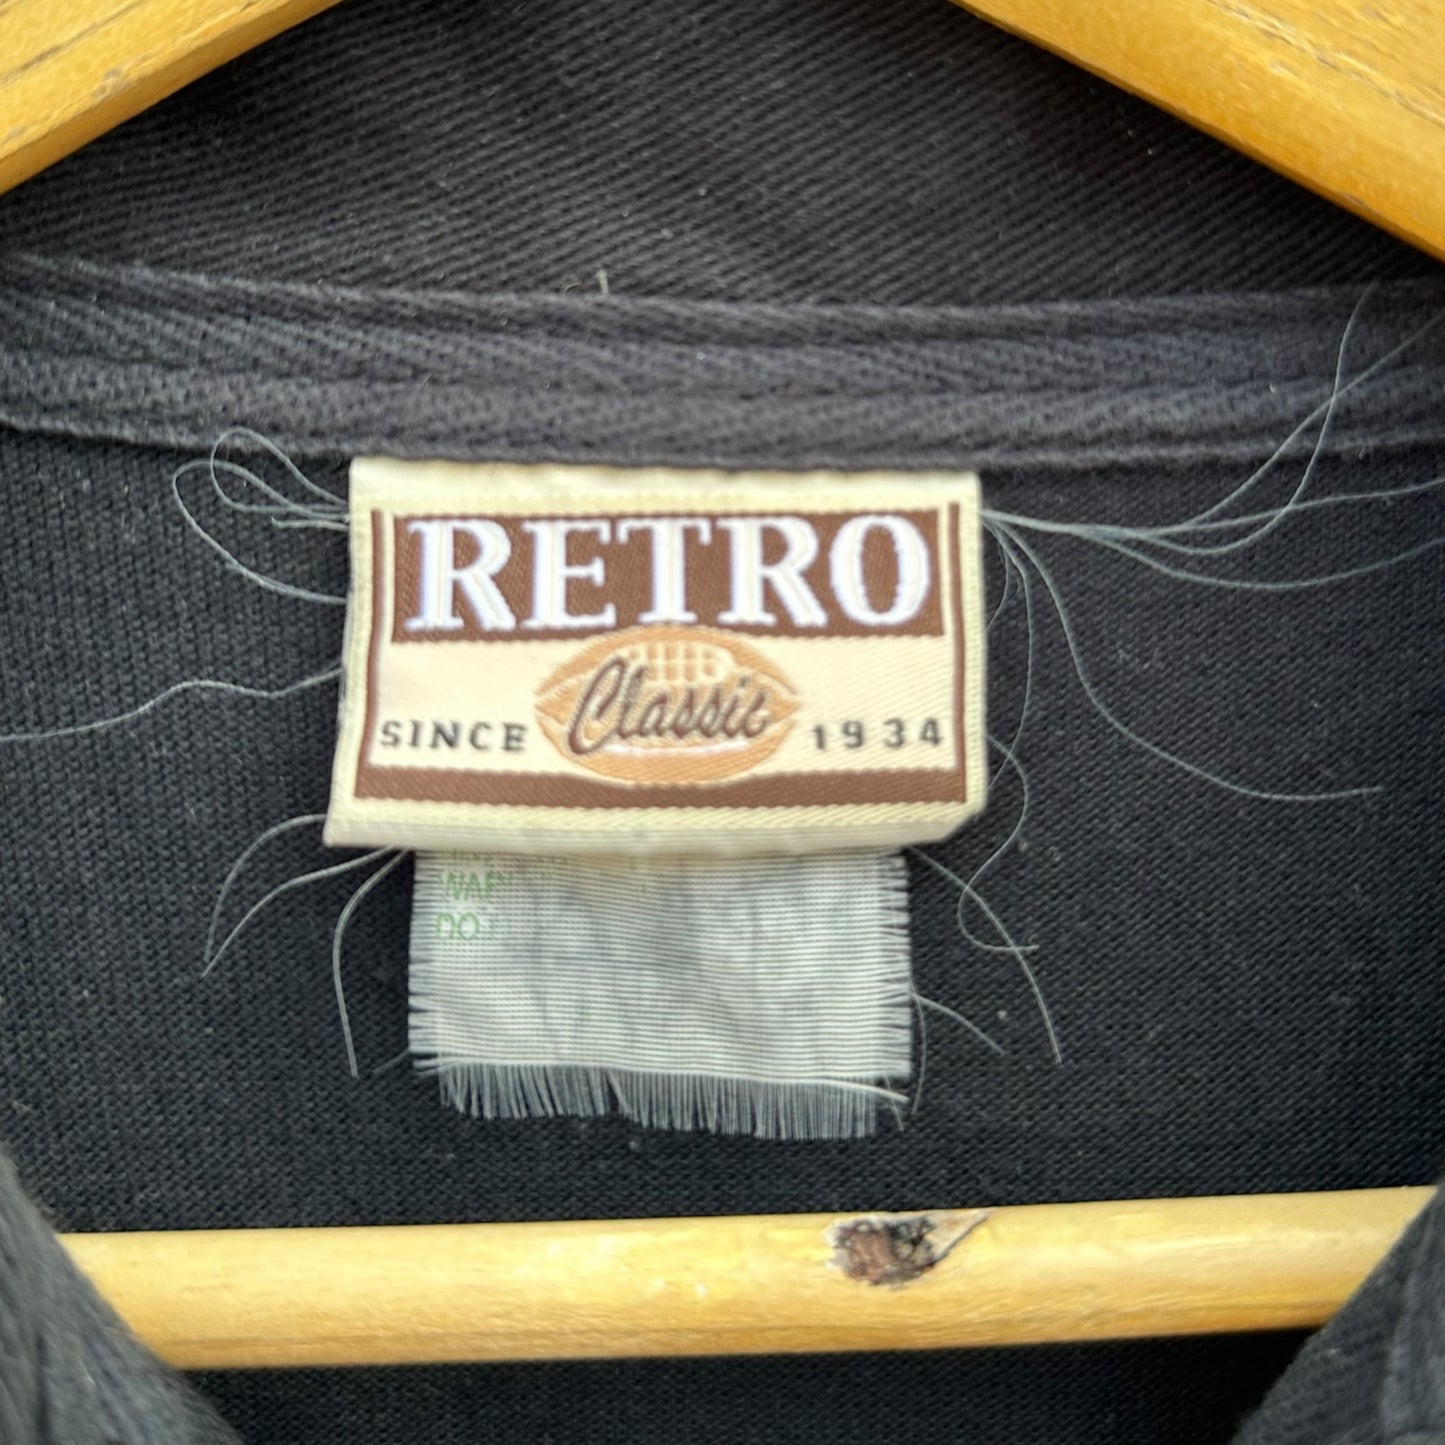 RETRO
Classic
SINCE 1934